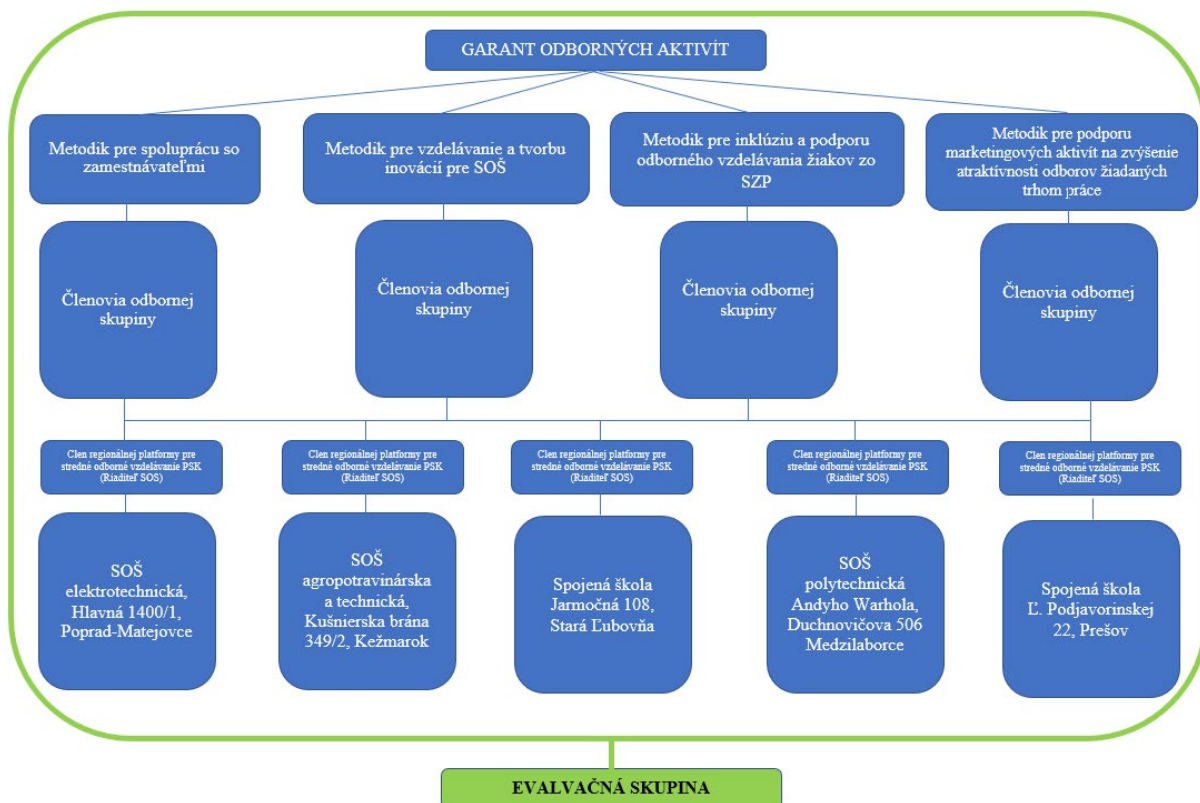 GARANT ODBORNÝCH AKTIVÍT
Metodik pre spoluprácu so
zamestnávateľmi
Metodik pre vzdelávanie a tvorbu
inovácií pre SOŠ
Metodik pre inklúziu a podporu
odborného vzdelávania žiakov zo
SZP
Metodik pre podporu
marketingových aktivít na zvýšenie
atraktívnosti odborov žiadaných
trhom práce
Členovia odbornej
skupiny
Členovia odbornej
skupiny
Členovia odbornej
skupiny
Členovia odbornej
skupiny
Clen regionálnej platformy pre
stredné odborné vzdelávanie PSK
(Riaditeľ SOS)
Clen regionálnej platformy pre
stredné odborné vzdelávanie PSK
(Riaditeľ SOS)
Clen regionálnej platformy pre
stredné odborné vzdelávanie PSK
(Riaditeľ SOS)
Clen regionálnej platformy pre
stredné odborné vzdelávanie PSK
(Riaditeľ SOS)
Clen regionálnej platformy pre
stredné odborné vzdelávanie PSK
(Riaditeľ SOS)
SOŠ
elektrotechnická,
Hlavná 1400/1,
Poprad-Matejovce
SOŠ
agropotravinárska
a technická,
Kušnierska brána
349/2, Kežmarok
Spojená škola
Jarmočná 108,
Stará Ľubovňa
SOŠ
polytechnická
Andyho Warhola,
Duchnovičova 506
Medzilaborce
Spojená škola
Ľ. Podjavorinskej
22, Prešov
EVALVAČNÁ SKUPINA